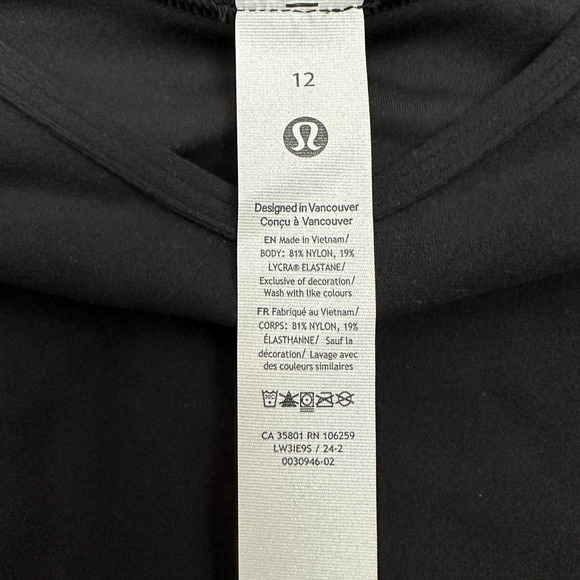 12
Designed in Vancouver
Conçu à Vancouver
EN Made in Vietnam/
BODY: 81% NYLON, 19%
LYCRA® ELASTANE/
Exclusive of decoration/
Wash with like colours
FR Fabriqué au Vietnam/
CORPS: 81% NYLON, 19%
ÉLASTHANNE/ Sauf la
décoration/ Lavage avec
des couleurs similaires
CA 35801 RN 106259
LW3IE9S / 24-2
0030946-02